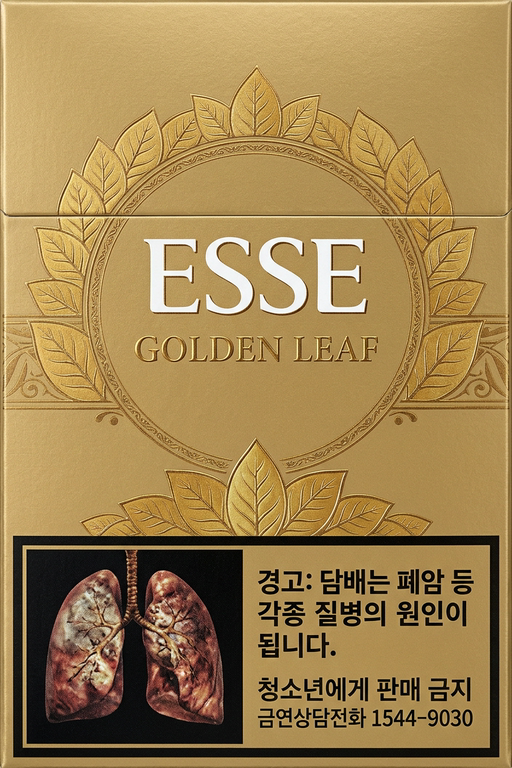 ESSE
GOLDEN LEAF
경고: 담배는 폐암 등
각종 질병의 원인이
됩니다.
청소년에게 판매 금지
금연상담전화 1544-9030